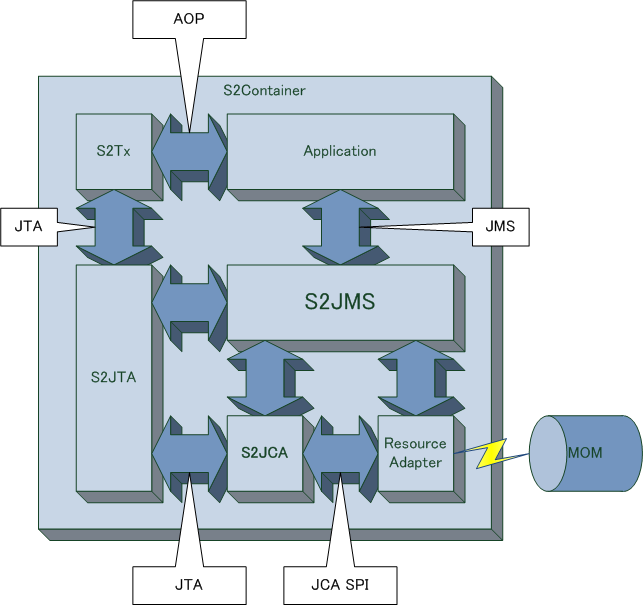 AOP
S2Container
S2Tx
Application
JTA
JMS
S2JMS
S2JTA
S2JCA
Resource
Adapter
MOM
JTA
JCA SPI